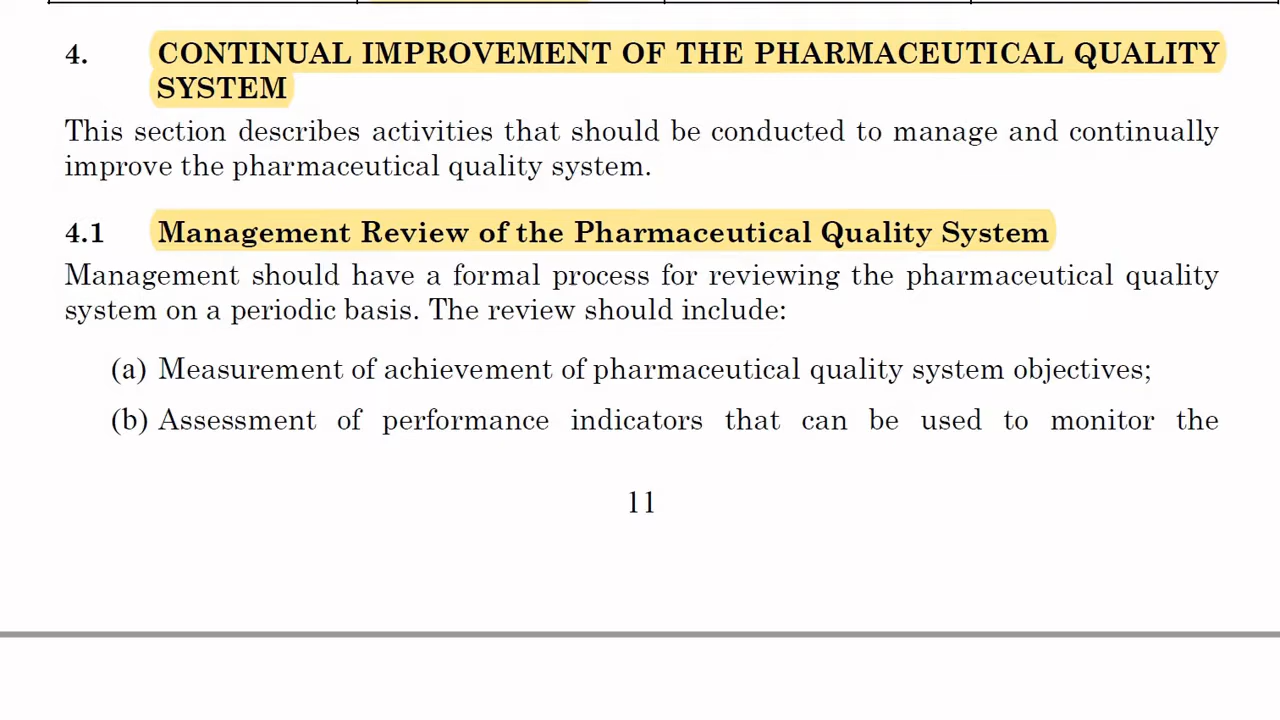 4. CONTINUAL IMPROVEMENT OF THE PHARMACEUTICAL QUALITY
SYSTEM
This section describes activities that should be conducted to manage and continually
improve the pharmaceutical quality system.
4.1 Management Review of the Pharmaceutical Quality System
Management should have a formal process for reviewing the pharmaceutical quality
system on a periodic basis. The review should include:
(a) Measurement of achievement of pharmaceutical quality system objectives;
(b) Assessment of performance indicators that can be used to monitor the
11